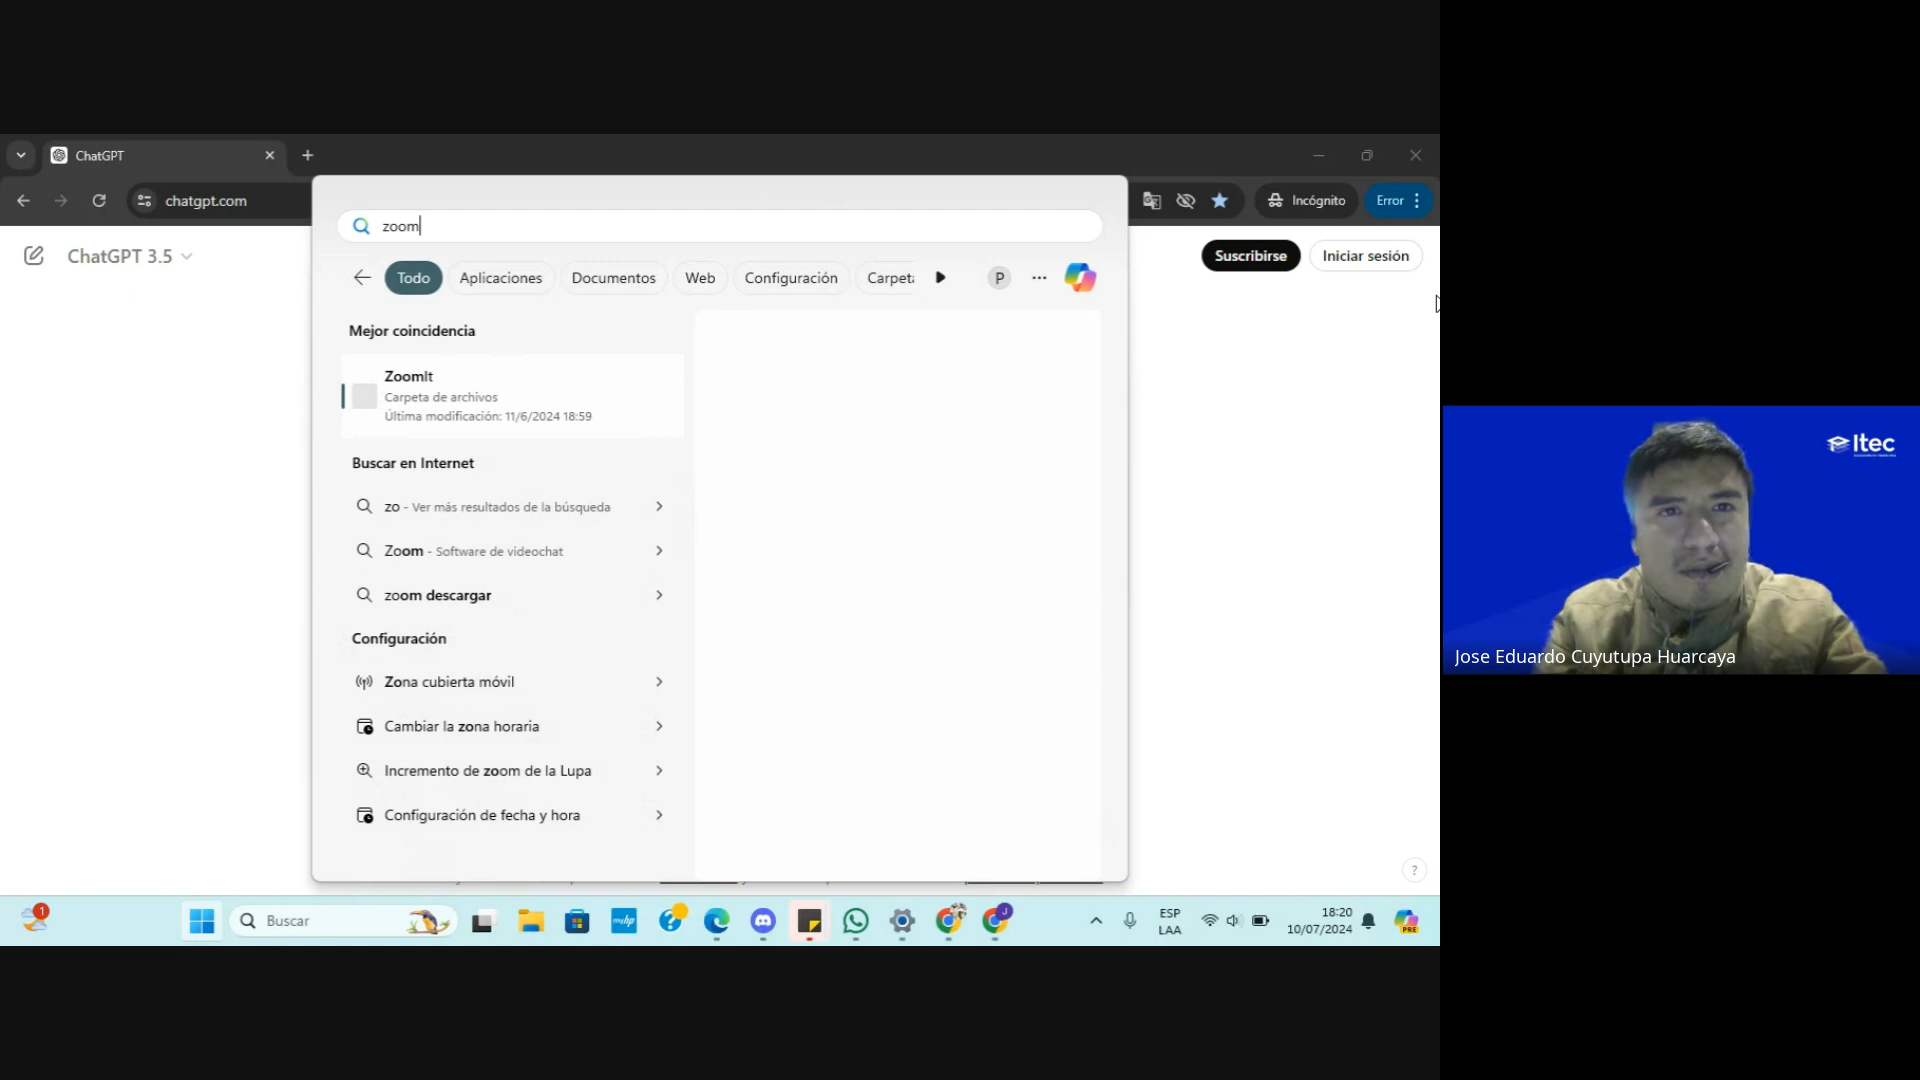 ChatGPT
chatgpt.com
Incógnito
Error
ChatGPT 3.5
Suscribirse
Iniciar sesión
zoom
Todo
Aplicaciones
Documentos
Web
Configuración
Carpeta
P
Mejor coincidencia
ZoomIt
Carpeta de archivos
Última modificación: 11/6/2024 18:59
Buscar en Internet
zo - Ver más resultados de la búsqueda
Zoom - Software de videochat
zoom descargar
Configuración
Zona cubierta móvil
Cambiar la zona horaria
Incremento de zoom de la Lupa
Configuración de fecha y hora
?
1
Buscar
myhp
J
ESP
LAA
18:20
10/07/2024
PRE
Itec
Jose Eduardo Cuyutupa Huarcaya